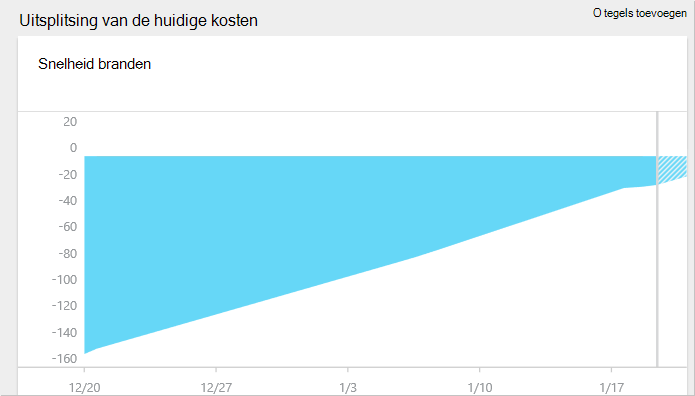 Uitsplitsing van de huidige kosten
O tegels toevoegen
Snelheid branden
20
0
-20
-40
-60
-80
-100
-120
-140
-160
12/20 12/27 1/3 1/10 1/17